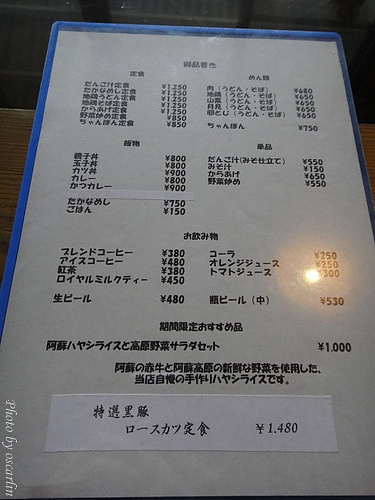 御品書き
定食
だんご汁定食 ¥1,250
たかなめし定食 ¥1,250
地鶏うどん定食 ¥1,250
地鶏そば定食 ¥1,250
からあげ定食 ¥1,250
野菜炒め定食 ¥850
ちゃんぽん定食 ¥850
めん類
肉（うどん・そば） ¥680
地鶏（うどん・そば） ¥650
山菜（うどん・そば） ¥650
月見（うどん・そば） ¥650
卵とじ（うどん・そば） ¥650
ちゃんぽん ¥750
飯物
親子丼 ¥800
玉子丼 ¥800
カツ丼 ¥900
カレー ¥800
かつカレー ¥900
たかなめし ¥750
ごはん ¥150
単品
だんご汁(みそ仕立て) ¥550
みそ汁 ¥150
からあげ ¥650
野菜炒め ¥550
お飲み物
ブレンドコーヒー ¥380
アイスコーヒー ¥480
紅茶 ¥380
ロイヤルミルクティー ¥450
コーラ ¥250
オレンジジュース ¥250
トマトジュース ¥300
生ビール ¥480
瓶ビール（中） ¥530
期間限定おすすめ品
阿蘇ハヤシライスと高原野菜サラダセット ¥1,000
阿蘇の赤牛と阿蘇高原の新鮮な野菜を使用した、
当店自慢の手作りハヤシライスです。
特選黒豚
ロースカツ定食 ￥1,480
Photo by oscarlin